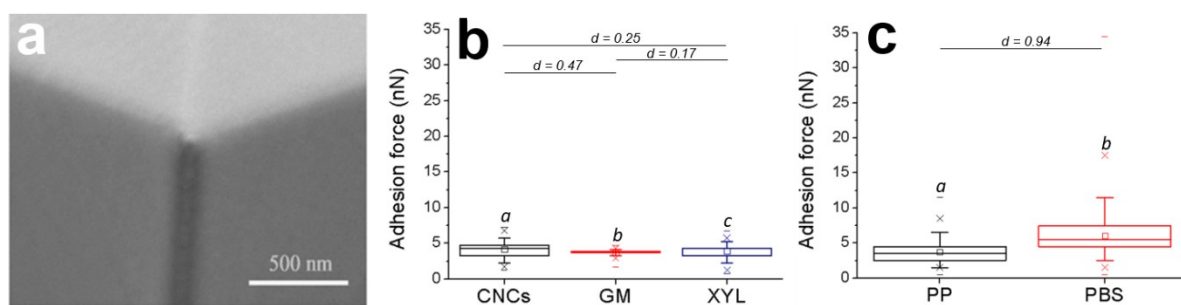 a
500 nm
b
Adhesion force (nN)
35
30
25
20
15
10
5
0
d = 0.25
d = 0.47
d = 0.17
a
b
c
CNCs
GM
XYL
c
Adhesion force (nN)
35
30
25
20
15
10
5
0
d = 0.94
a
b
PP
PBS